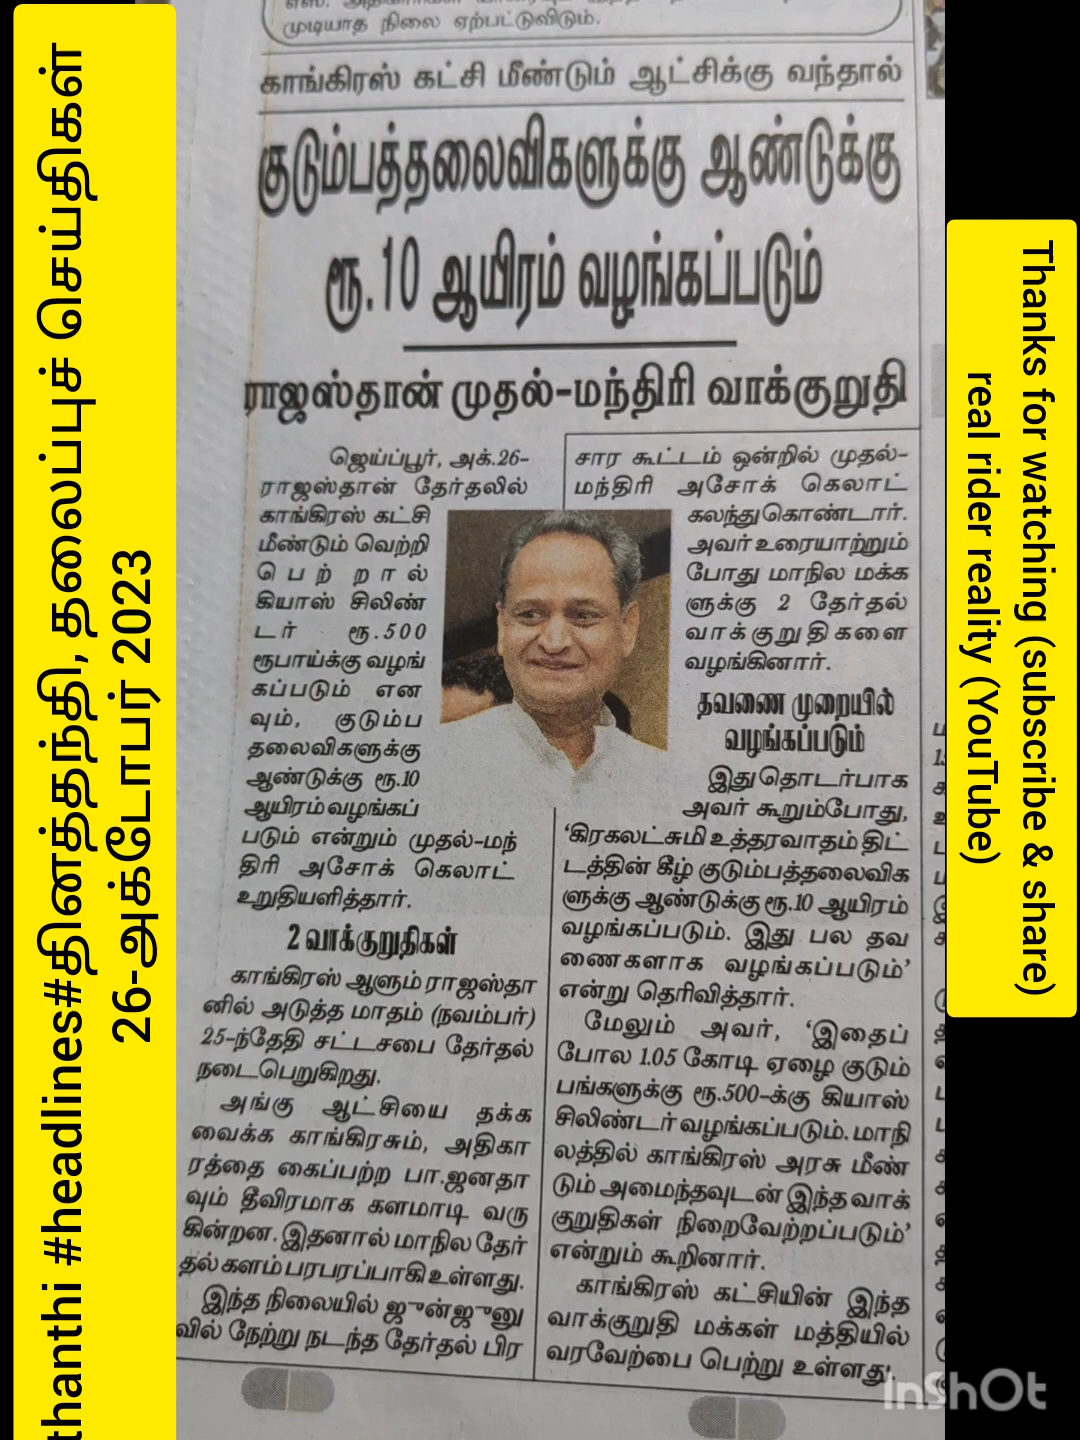 thanthi #headlines#தினத்தந்தி, தலைப்புச் செய்திகள்
26-அக்டோபர் 2023
முடியாத நிலை ஏற்பட்டுவிடும்.
காங்கிரஸ் கட்சி மீண்டும் ஆட்சிக்கு வந்தால்
குடும்பத்தலைவிகளுக்கு ஆண்டுக்கு
ரூ.10 ஆயிரம் வழங்கப்படும்
ராஜஸ்தான் முதல்-மந்திரி வாக்குறுதி
ஜெய்ப்பூர், அக்.26-
ராஜஸ்தான் தேர்தலில்
காங்கிரஸ் கட்சி
மீண்டும் வெற்றி
பெற்றால்
கியாஸ் சிலிண்
டர் ரூ.500
ரூபாய்க்கு வழங்
கப்படும் என
வும், குடும்ப
தலைவிகளுக்கு
ஆண்டுக்கு ரூ.10
ஆயிரம் வழங்கப்
படும் என்றும் முதல்-மந்
திரி அசோக் கெலாட்
உறுதியளித்தார்.
2 வாக்குறுதிகள்
காங்கிரஸ் ஆளும் ராஜஸ்தா
னில் அடுத்த மாதம் (நவம்பர்)
25-ந்தேதி சட்டசபை தேர்தல்
நடைபெறுகிறது.
அங்கு ஆட்சியை தக்க
வைக்க காங்கிரசும், அதிகா
ரத்தை கைப்பற்ற பா.ஜனதா
வும் தீவிரமாக களமாடி வரு
கின்றன. இதனால் மாநில தேர்
தல் களம் பரபரப்பாகி உள்ளது.
இந்த நிலையில் ஜுன்ஜுனு
வில் நேற்று நடந்த தேர்தல் பிர
சார கூட்டம் ஒன்றில் முதல்-
மந்திரி அசோக் கெலாட்
கலந்துகொண்டார்.
அவர் உரையாற்றும்
போது மாநில மக்க
ளுக்கு 2 தேர்தல்
வாக்குறுதிகளை
வழங்கினார்.
தவணை முறையில்
வழங்கப்படும்
இதுதொடர்பாக
அவர் கூறும்போது,
'கிரகலட்சுமி உத்தரவாதம் திட்
டத்தின் கீழ் குடும்பத்தலைவிக
ளுக்கு ஆண்டுக்கு ரூ.10 ஆயிரம்
வழங்கப்படும். இது பல தவ
ணைகளாக வழங்கப்படும்'
என்று தெரிவித்தார்.
மேலும் அவர், 'இதைப்
போல 1.05 கோடி ஏழை குடும்
பங்களுக்கு ரூ.500-க்கு கியாஸ்
சிலிண்டர் வழங்கப்படும். மாநி
லத்தில் காங்கிரஸ் அரசு மீண்
டும் அமைந்தவுடன் இந்த வாக்
குறுதிகள் நிறைவேற்றப்படும்'
என்றும் கூறினார்.
காங்கிரஸ் கட்சியின் இந்த
வாக்குறுதி மக்கள் மத்தியில்
வரவேற்பை பெற்று உள்ளது.
Thanks for watching (subscribe & share)
real rider reality (YouTube)
InShOt